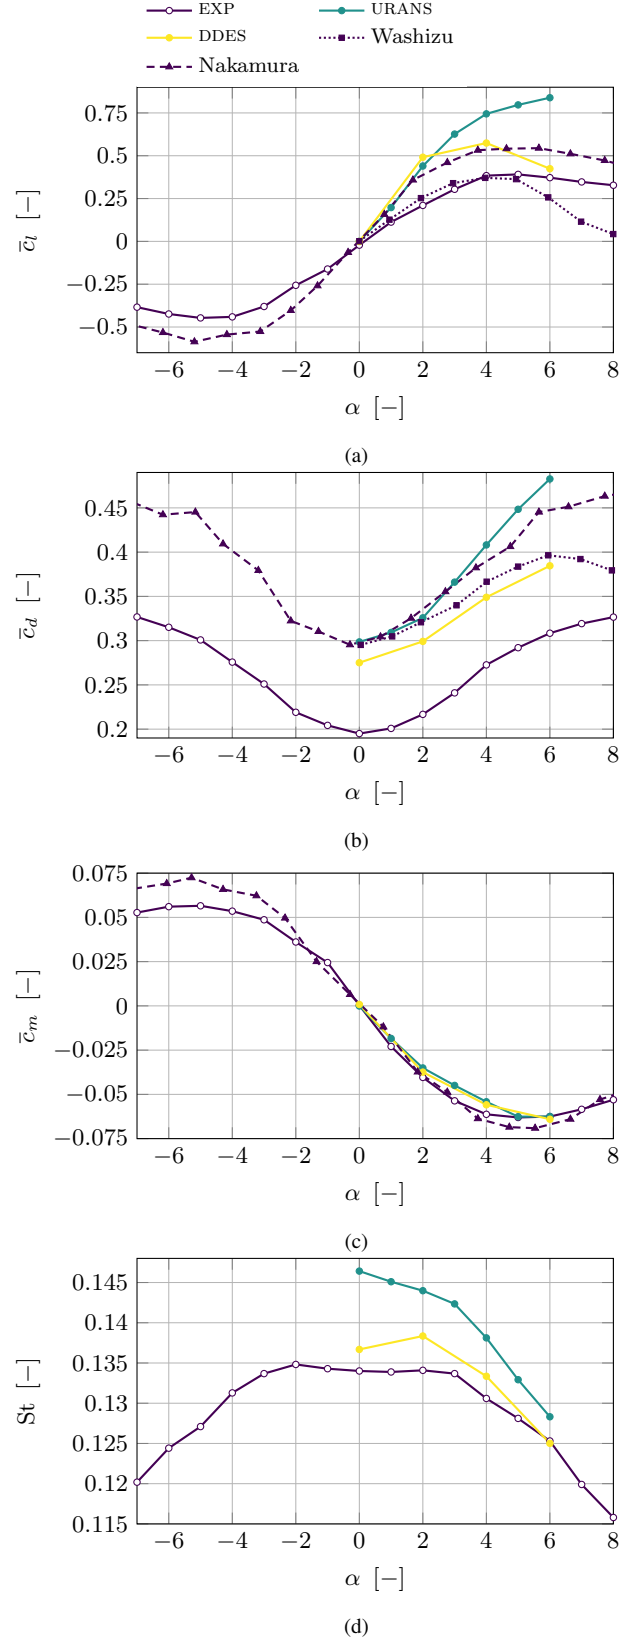 EXP URANS
DDES Washizu
Nakamura
0.75
0.5
0.25
0
−0.25
−0.5
c̄l [−]
−6 −4 −2 0 2 4 6 8
α [−]
(a)
0.45
0.4
0.35
0.3
0.25
0.2
c̄d [−]
−6 −4 −2 0 2 4 6 8
α [−]
(b)
0.075
0.05
0.025
0
−0.025
−0.05
−0.075
c̄m [−]
−6 −4 −2 0 2 4 6 8
α [−]
(c)
0.145
0.14
0.135
0.13
0.125
0.12
0.115
St [−]
−6 −4 −2 0 2 4 6 8
α [−]
(d)